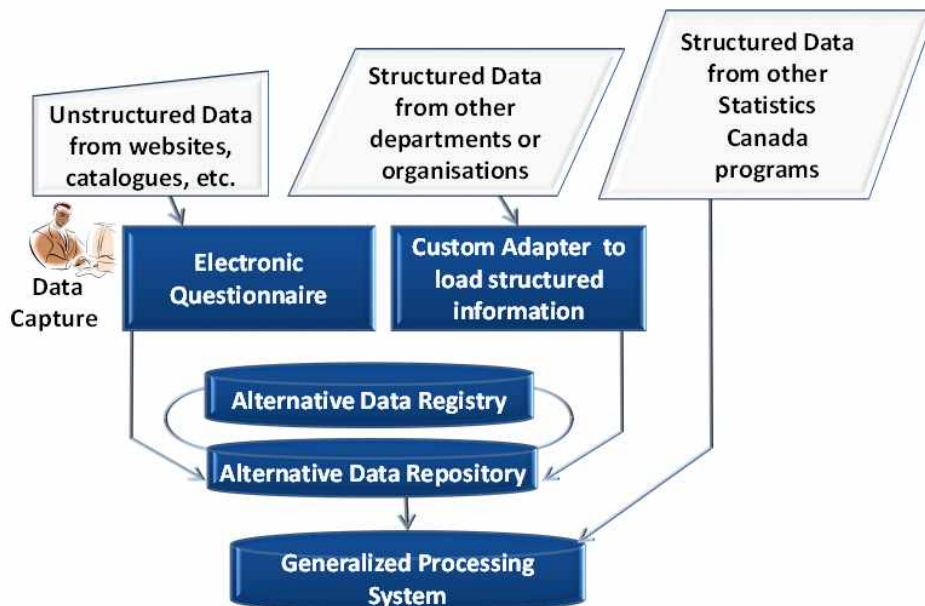 Unstructured Data
from websites,
catalogues, etc.
Structured Data
from other
departments or
organisations
Structured Data
from other
Statistics
Canada
programs
Data
Capture
Electronic
Questionnaire
Custom Adapter to
load structured
information
Alternative Data Registry
Alternative Data Repository
Generalized Processing
System